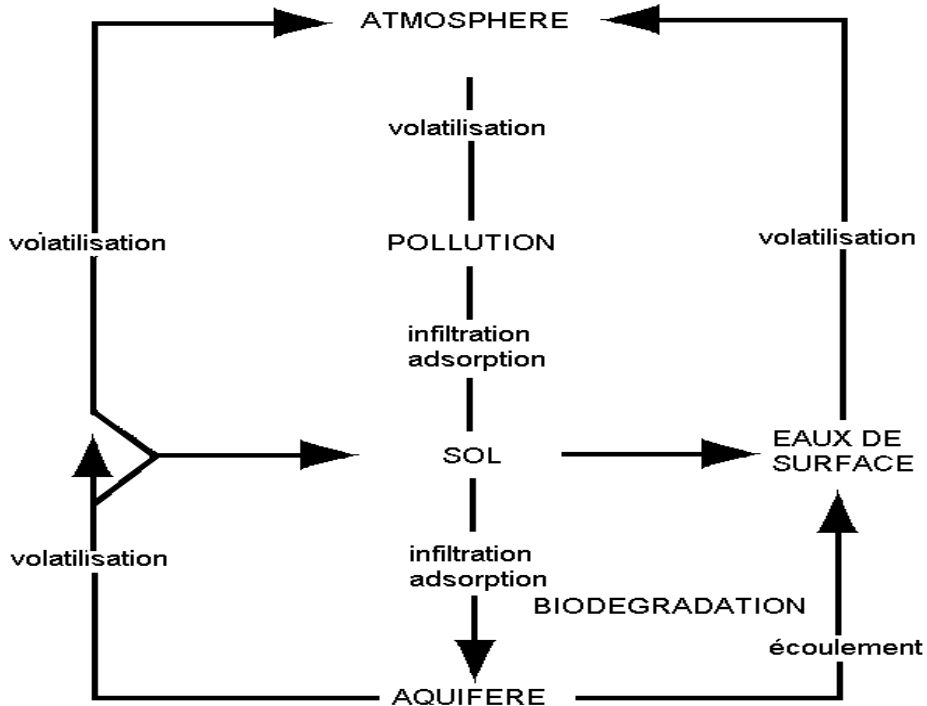 ATMOSPHERE
volatilisation
volatilisation
POLLUTION
volatilisation
infiltration
adsorption
SOL
EAUX DE
SURFACE
volatilisation
infiltration
adsorption
BIODEGRADATION
écoulement
AQUIFERE